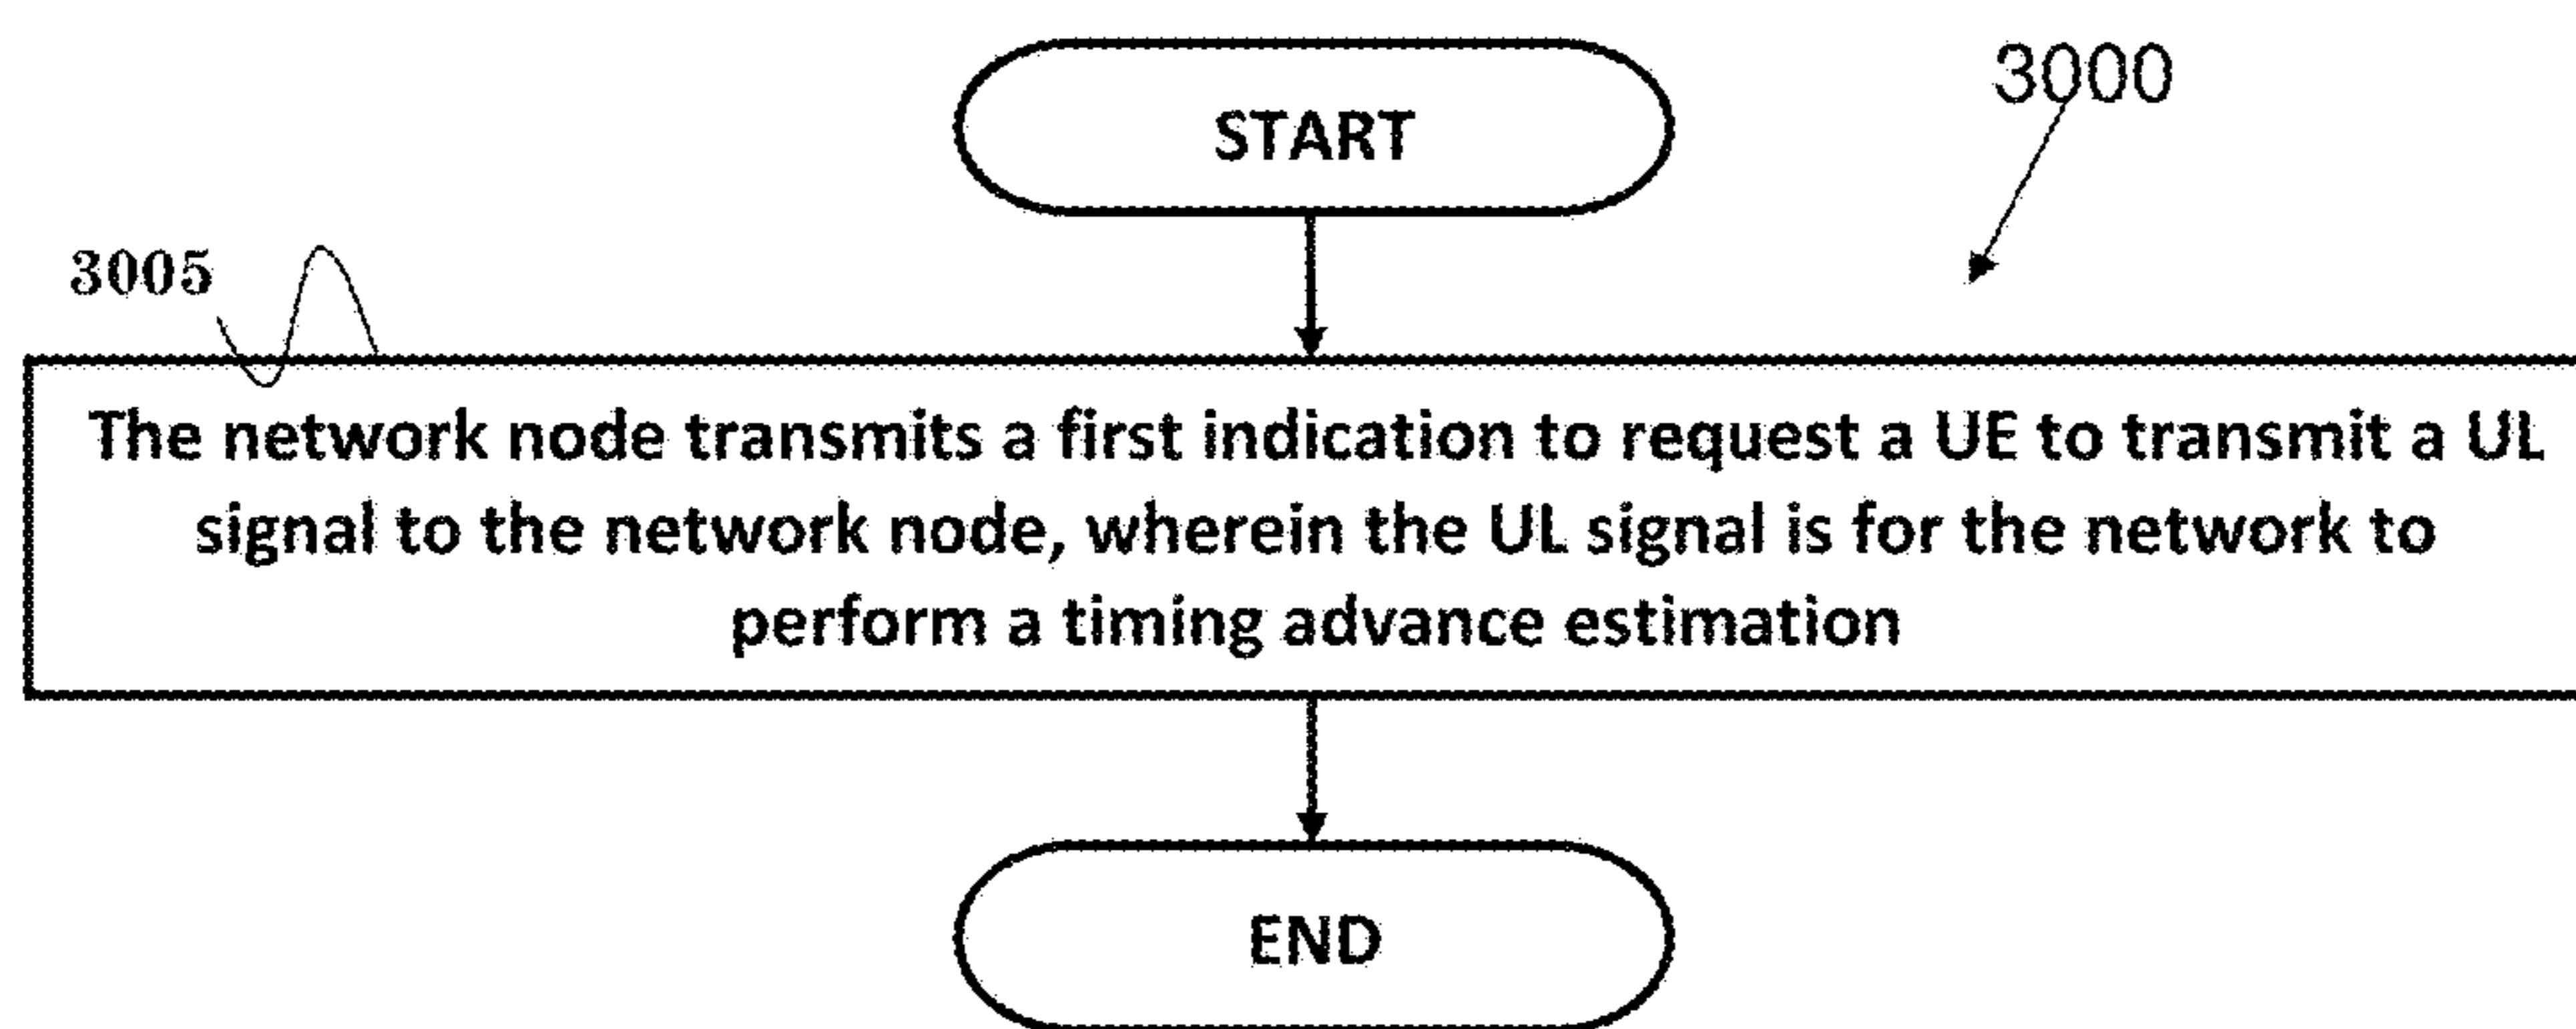 START
3000
3005
The network node transmits a first indication to request a UE to transmit a UL
signal to the network node, wherein the UL signal is for the network to
perform a timing advance estimation
END